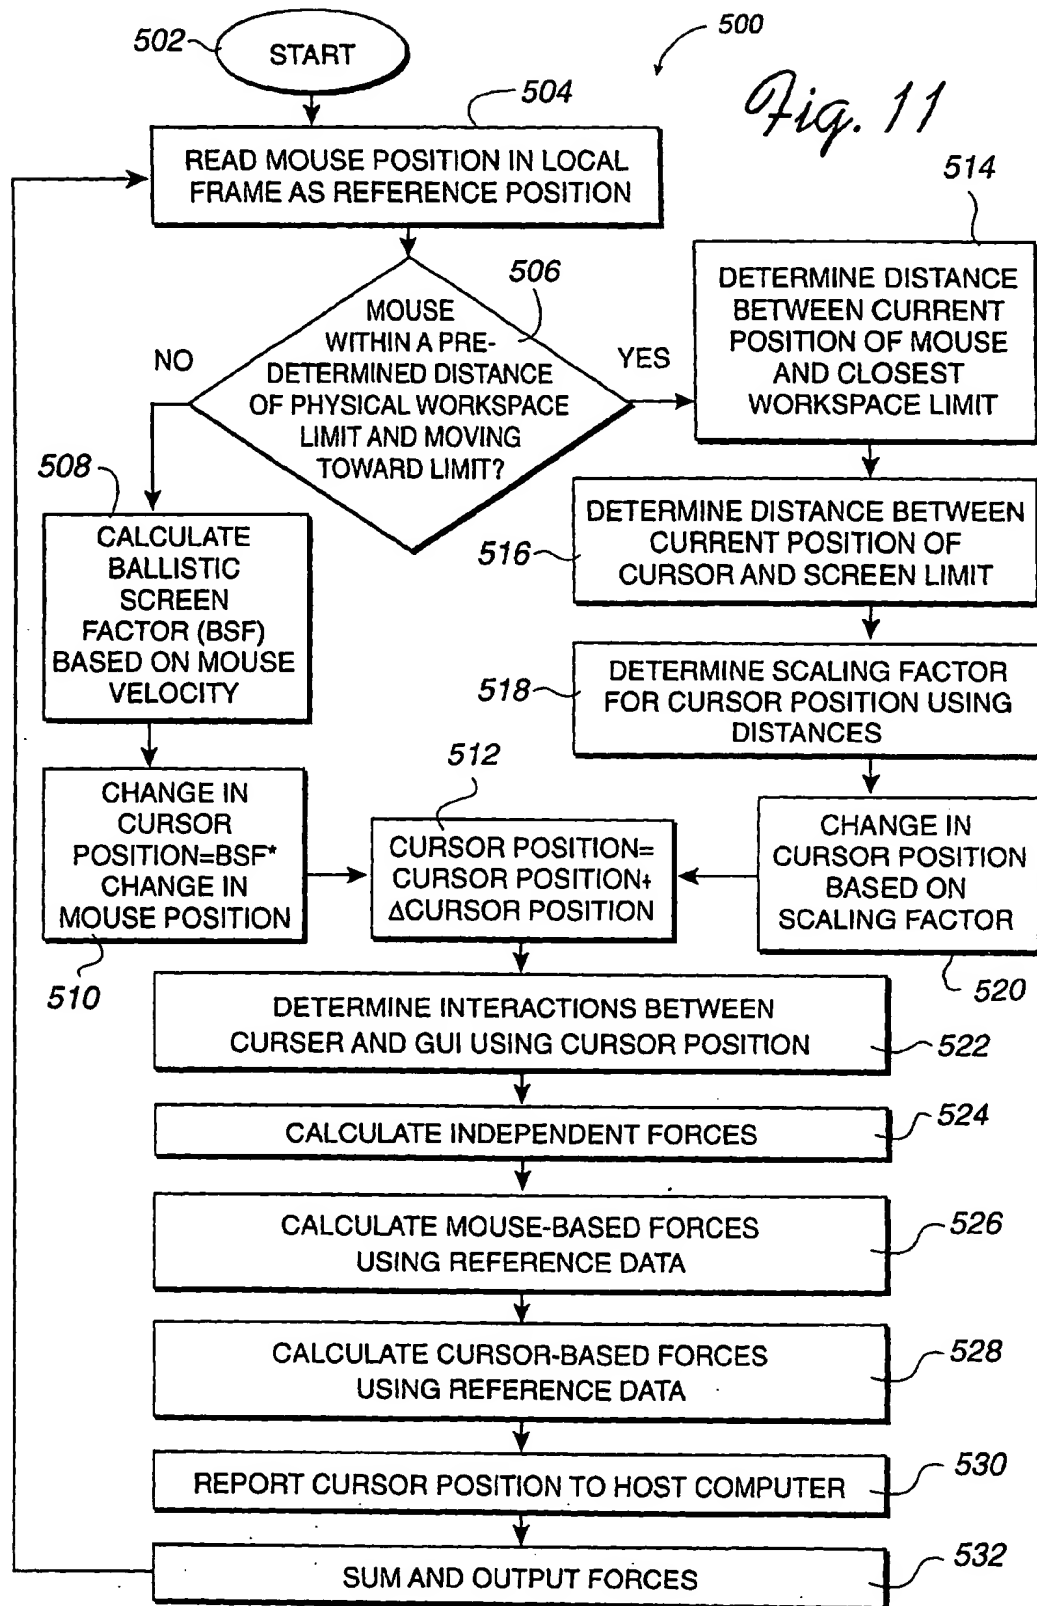 502
START
500
Fig. 11
504
READ MOUSE POSITION IN LOCAL
FRAME AS REFERENCE POSITION
506
MOUSE
WITHIN A PRE-
DETERMINED DISTANCE
OF PHYSICAL WORKSPACE
LIMIT AND MOVING
TOWARD LIMIT?
NO
YES
514
DETERMINE DISTANCE
BETWEEN CURRENT
POSITION OF MOUSE
AND CLOSEST
WORKSPACE LIMIT
508
CALCULATE
BALLISTIC
SCREEN
FACTOR (BSF)
BASED ON MOUSE
VELOCITY
516
DETERMINE DISTANCE BETWEEN
CURRENT POSITION OF
CURSOR AND SCREEN LIMIT
518
DETERMINE SCALING FACTOR
FOR CURSOR POSITION USING
DISTANCES
510
CHANGE IN
CURSOR
POSITION=BSF*
CHANGE IN
MOUSE POSITION
512
CURSOR POSITION=
CURSOR POSITION+
ΔCURSOR POSITION
CHANGE IN
CURSOR POSITION
BASED ON
SCALING FACTOR
520
DETERMINE INTERACTIONS BETWEEN
CURSER AND GUI USING CURSOR POSITION
522
CALCULATE INDEPENDENT FORCES
524
CALCULATE MOUSE-BASED FORCES
USING REFERENCE DATA
526
CALCULATE CURSOR-BASED FORCES
USING REFERENCE DATA
528
REPORT CURSOR POSITION TO HOST COMPUTER
530
SUM AND OUTPUT FORCES
532